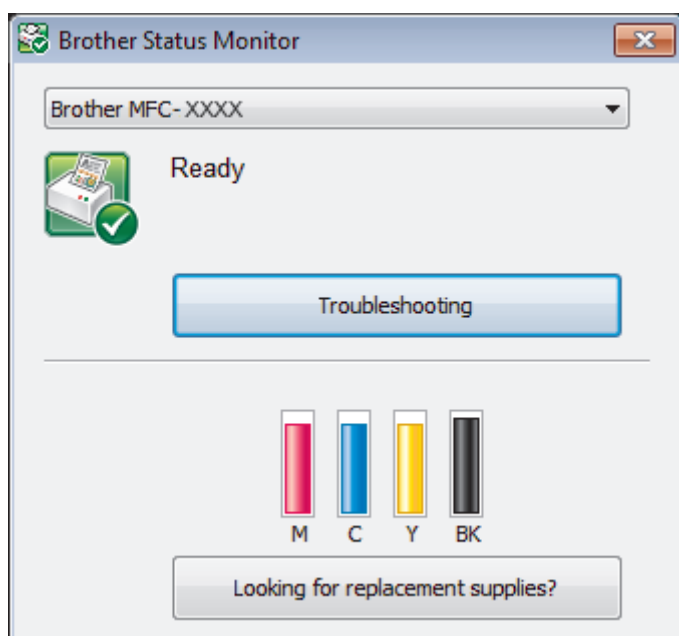 Brother Status Monitor
Brother MFC- XXXX
Ready
Troubleshooting
M C Y BK
Looking for replacement supplies?